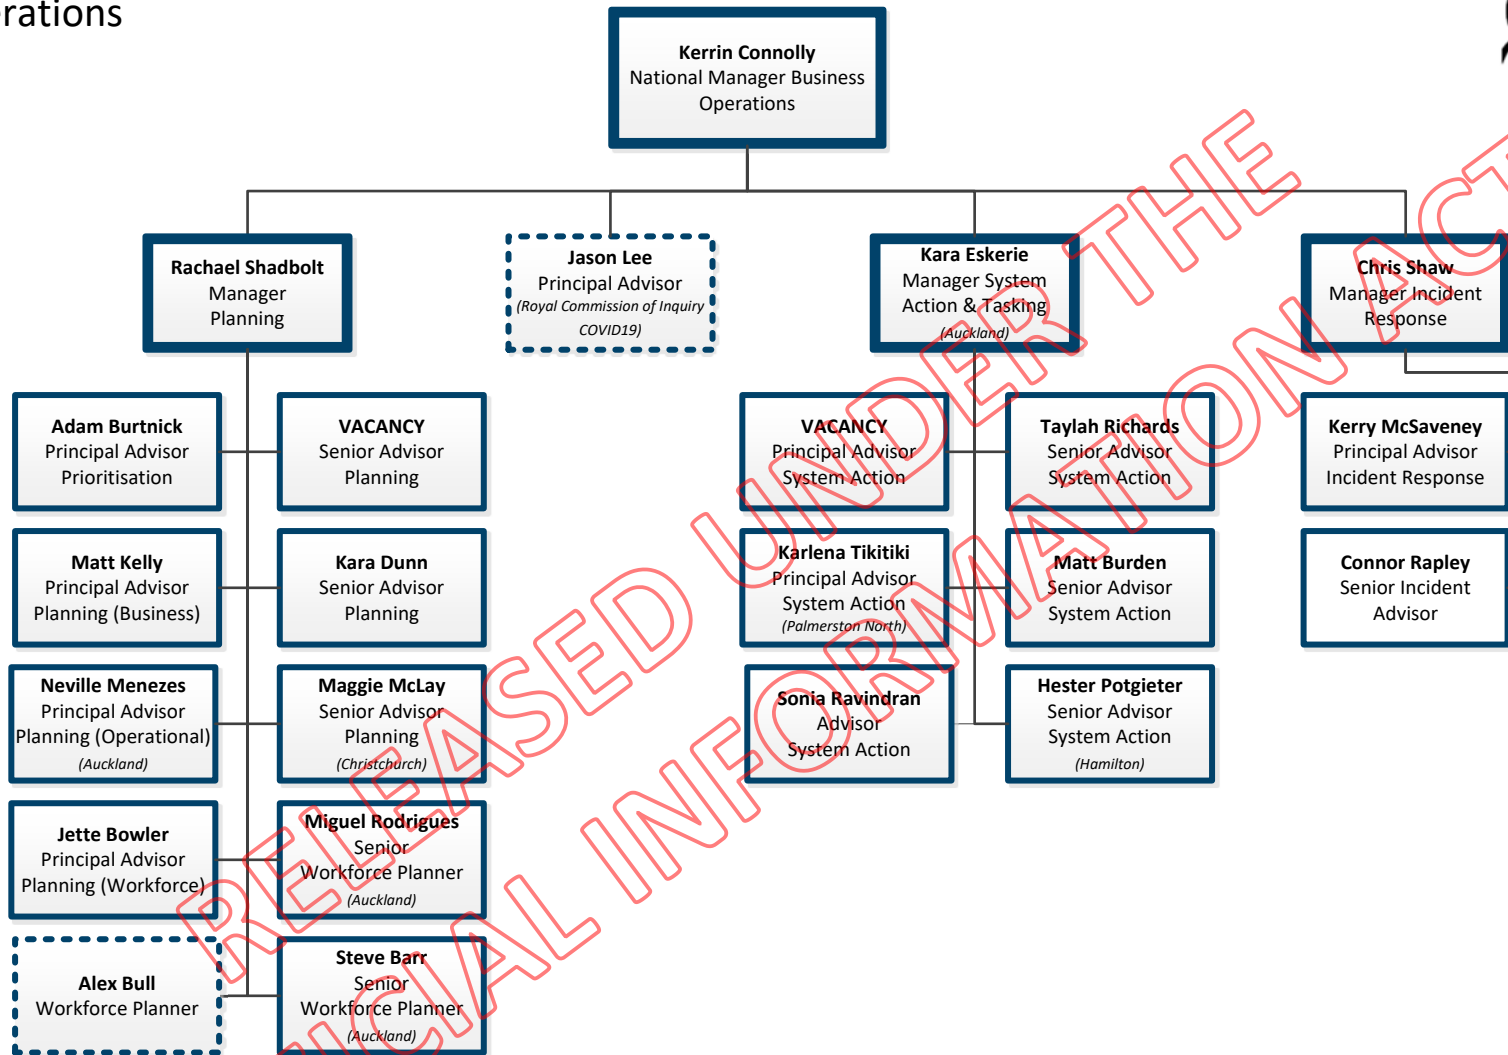 erations
Kerrin Connolly
National Manager Business
Operations
Rachael Shadbolt
Manager
Planning
Jason Lee
Principal Advisor
(Royal Commission of Inquiry
COVID19)
Kara Eskerie
Manager System
Action & Tasking
(Auckland)
Chris Shaw
Manager Incident
Response
Adam Burtnick
Principal Advisor
Prioritisation
VACANCY
Senior Advisor
Planning
VACANCY
Principal Advisor
System Action
Taylah Richards
Senior Advisor
System Action
Kerry McSaveney
Principal Advisor
Incident Response
Matt Kelly
Principal Advisor
Planning (Business)
Kara Dunn
Senior Advisor
Planning
Karlena Tikitiki
Principal Advisor
System Action
(Palmerston North)
Matt Burden
Senior Advisor
System Action
Connor Rapley
Senior Incident
Advisor
Neville Menezes
Principal Advisor
Planning (Operational)
(Auckland)
Maggie McLay
Senior Advisor
Planning
(Christchurch)
Sonia Ravindran
Advisor
System Action
Hester Potgieter
Senior Advisor
System Action
(Hamilton)
Jette Bowler
Principal Advisor
Planning (Workforce)
Miguel Rodrigues
Senior
Workforce Planner
(Auckland)
Alex Bull
Workforce Planner
Steve Barr
Senior
Workforce Planner
(Auckland)
RELEASED UNDER THE
ICIAL INFORMATION ACT